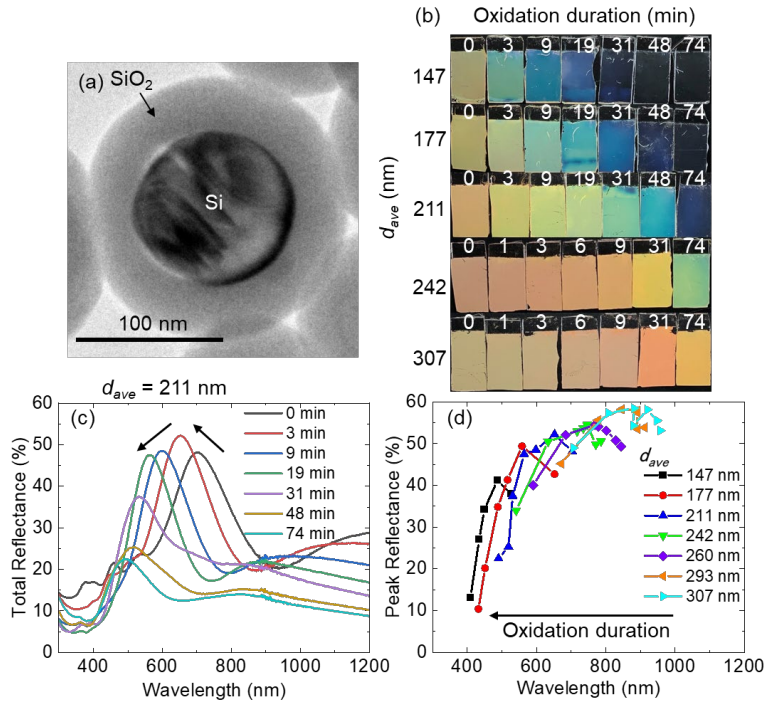 (a)
SiO₂
Si
100 nm
(b) Oxidation duration (min)
d_ave (nm)
147 0 3 9 19 31 48 74
177 0 3 9 19 31 48 74
211 0 3 9 19 31 48 74
242 0 1 3 6 9 31 74
307 0 1 3 6 9 31 74
d_ave = 211 nm
(c)
Total Reflectance (%)
60
50
40
30
20
10
0
400 600 800 1000 1200
Wavelength (nm)
0 min
3 min
9 min
19 min
31 min
48 min
74 min
(d)
Peak Reflectance (%)
60
50
40
30
20
10
0
400 600 800 1000 1200
Wavelength (nm)
d_ave
147 nm
177 nm
211 nm
242 nm
260 nm
293 nm
307 nm
Oxidation duration